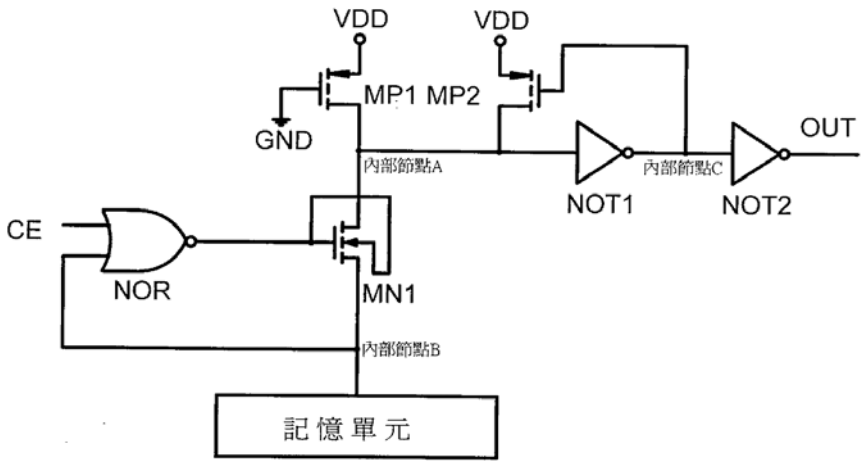 VDD VDD
MP1 MP2
GND
OUT
內部節點A
內部節點C
NOT1
NOT2
CE
NOR
MN1
內部節點B
記憶單元